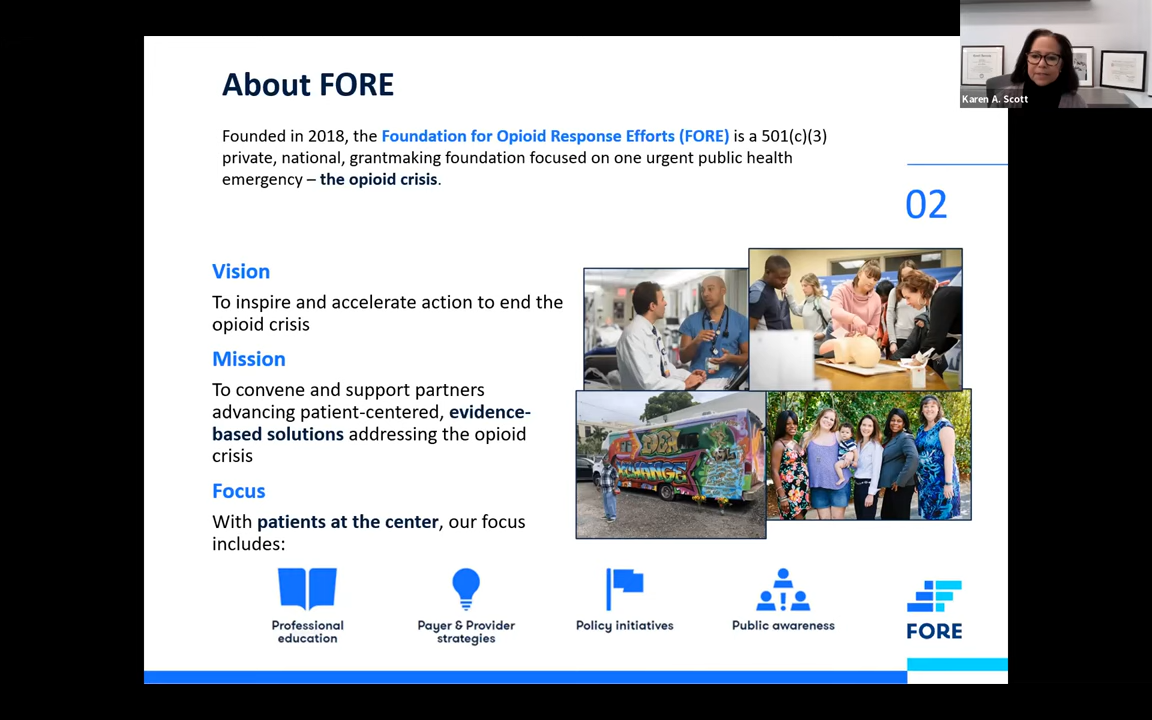 About FORE
Karen A. Scott
Founded in 2018, the Foundation for Opioid Response Efforts (FORE) is a 501(c)(3)
private, national, grantmaking foundation focused on one urgent public health
emergency – the opioid crisis.
02
Vision
To inspire and accelerate action to end the
opioid crisis
Mission
To convene and support partners
advancing patient-centered, evidence-
based solutions addressing the opioid
crisis
Focus
With patients at the center, our focus
includes:
Professional
education
Payer & Provider
strategies
Policy initiatives
Public awareness
FORE